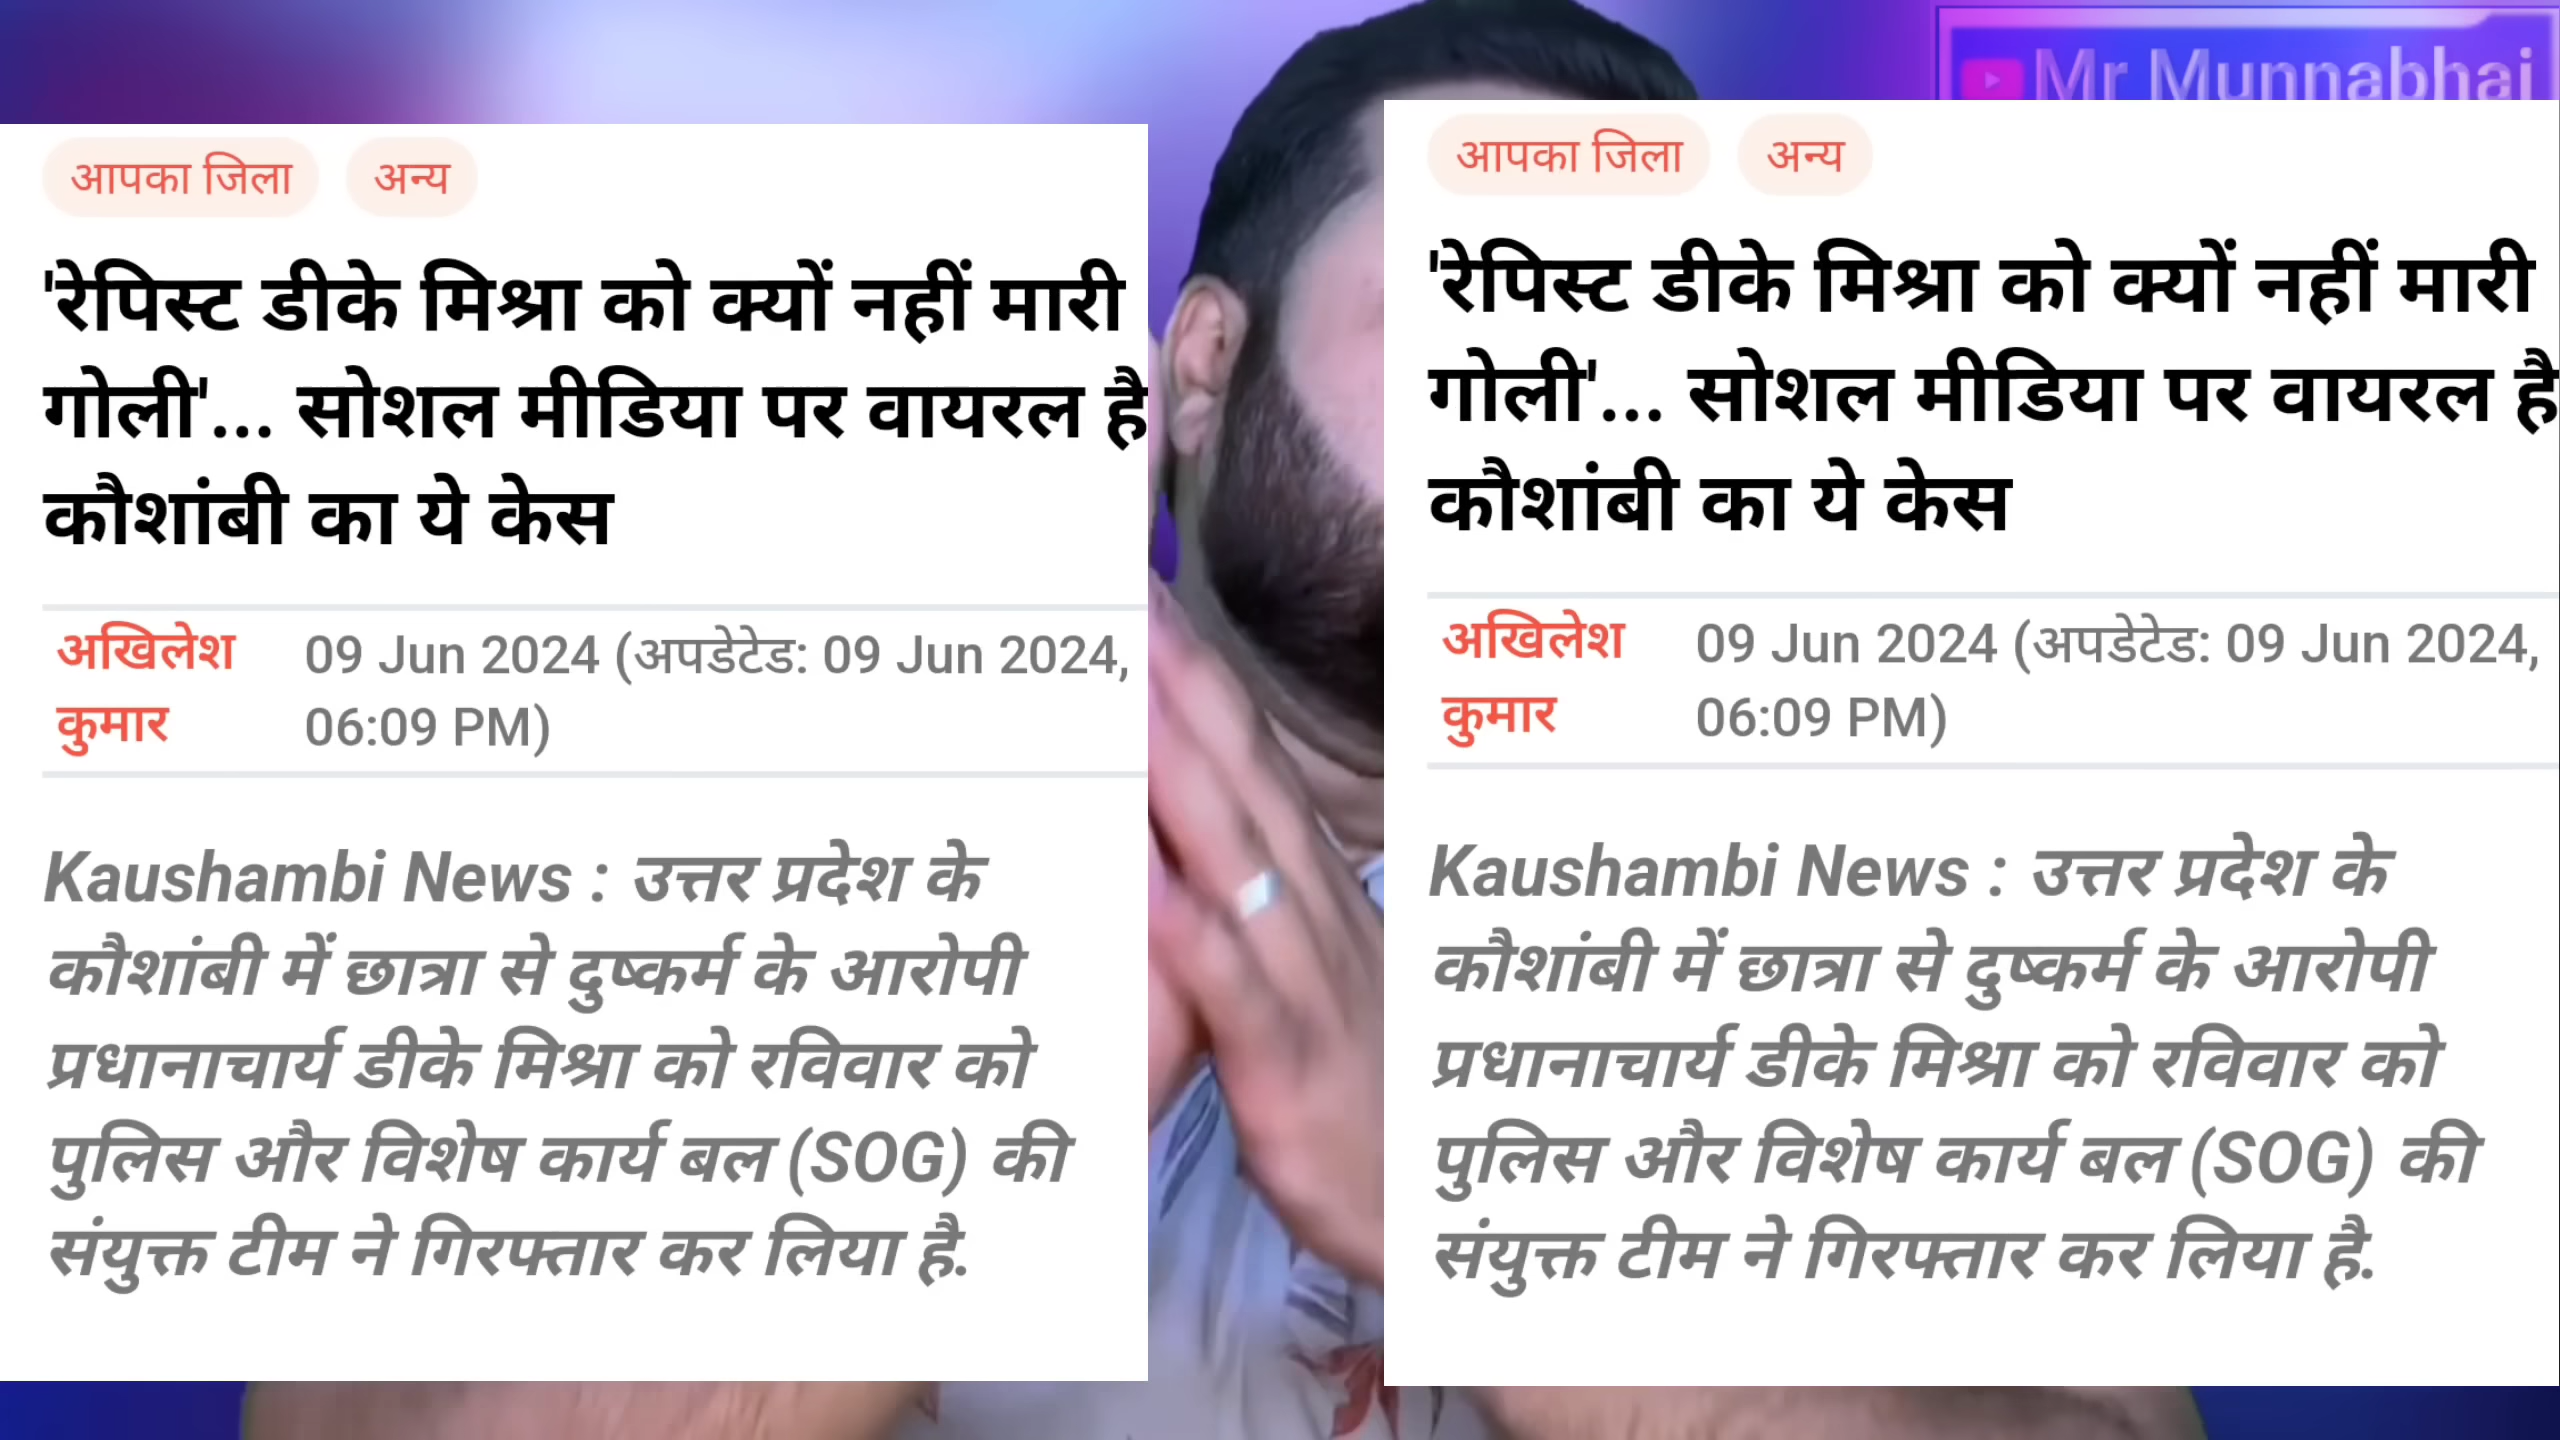 Mr Munnabhai
आपका जिला अन्य
'रेपिस्ट डीके मिश्रा को क्यों नहीं मारी
गोली'... सोशल मीडिया पर वायरल है
कौशांबी का ये केस
अखिलेश
कुमार
09 Jun 2024 (अपडेटेड: 09 Jun 2024,
06:09 PM)
Kaushambi News : उत्तर प्रदेश के
कौशांबी में छात्रा से दुष्कर्म के आरोपी
प्रधानाचार्य डीके मिश्रा को रविवार को
पुलिस और विशेष कार्य बल (SOG) की
संयुक्त टीम ने गिरफ्तार कर लिया है.
आपका जिला अन्य
'रेपिस्ट डीके मिश्रा को क्यों नहीं मारी
गोली'... सोशल मीडिया पर वायरल है
कौशांबी का ये केस
अखिलेश
कुमार
09 Jun 2024 (अपडेटेड: 09 Jun 2024,
06:09 PM)
Kaushambi News : उत्तर प्रदेश के
कौशांबी में छात्रा से दुष्कर्म के आरोपी
प्रधानाचार्य डीके मिश्रा को रविवार को
पुलिस और विशेष कार्य बल (SOG) की
संयुक्त टीम ने गिरफ्तार कर लिया है.